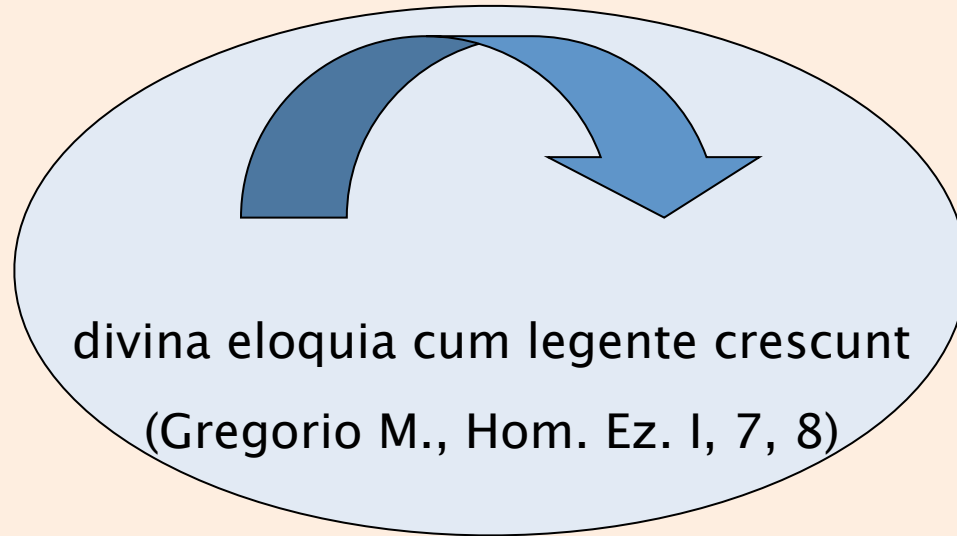 divina eloquia cum legente crescunt
(Gregorio M., Hom. Ez. I, 7, 8)